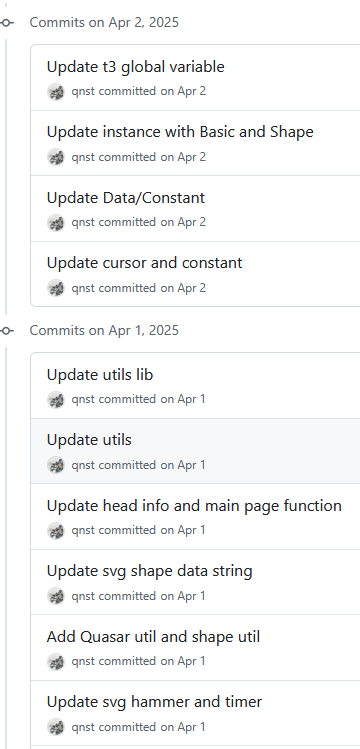 Commits on Apr 2, 2025
Update t3 global variable
qnst committed on Apr 2
Update instance with Basic and Shape
qnst committed on Apr 2
Update Data/Constant
qnst committed on Apr 2
Update cursor and constant
qnst committed on Apr 2
Commits on Apr 1, 2025
Update utils lib
qnst committed on Apr 1
Update utils
qnst committed on Apr 1
Update head info and main page function
qnst committed on Apr 1
Update svg shape data string
qnst committed on Apr 1
Add Quasar util and shape util
qnst committed on Apr 1
Update svg hammer and timer
qnst committed on Apr 1